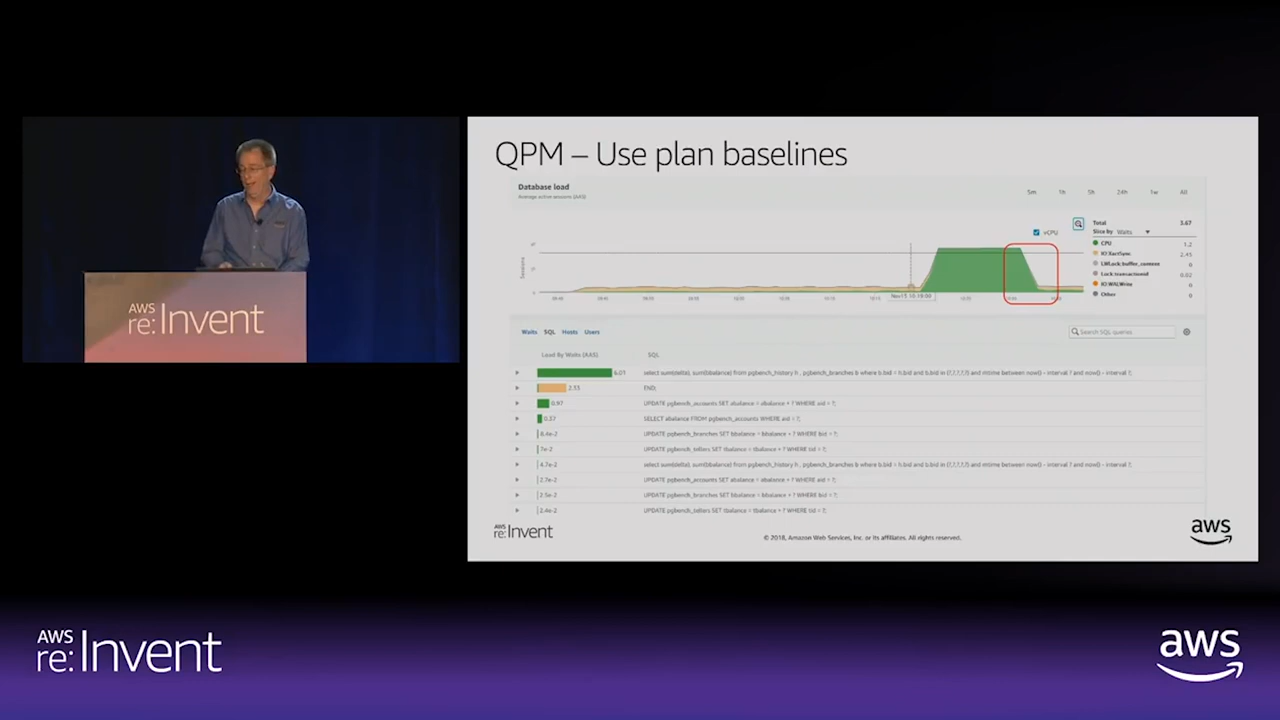 QPM – Use plan baselines
Database load
Average active sessions (AAS)
5m 1h 5h 24h 1w All
vCPU
Total 3.67
Slice by Waits
CPU 1.2
IO:XactSync 2.45
LWLock:buffer_content 0
Lock:transactionid 0.02
IO:WALWrite 0
Other 0
Sessions
Nov15 10:19:00
Waits SQL Hosts Users
Search SQL queries
Load By Waits (AAS) SQL
6.01 select sum(delta), sum(bbalance) from pgbench_history h , pgbench_branches b where b.bid = h.bid and b.bid in (?,?,?,?,?) and mtime between now() - interval ? and now() - interval ?;
END;
0.97 UPDATE pgbench_accounts SET abalance = abalance + ? WHERE aid = ?;
0.37 SELECT abalance FROM pgbench_accounts WHERE aid = ?;
UPDATE pgbench_branches SET bbalance = bbalance + ? WHERE bid = ?;
7e-2 UPDATE pgbench_tellers SET tbalance = tbalance + ? WHERE tid = ?;
4.7e-2 select sum(delta), sum(bbalance) from pgbench_history h , pgbench_branches b where b.bid = h.bid and b.bid in (?,?,?,?,?) and mtime between now() - interval ? and now() - interval ?;
2.7e-2 UPDATE pgbench_accounts SET abalance = abalance + ? WHERE aid = ?;
2.5e-2 UPDATE pgbench_branches SET bbalance = bbalance + ? WHERE bid = ?;
2.4e-2 UPDATE pgbench_tellers SET tbalance = tbalance + ? WHERE tid = ?;
AWS
re:Invent
© 2018, Amazon Web Services, Inc. or its affiliates. All rights reserved.
aws
AWS
re:Invent
AWS
re:Invent
aws